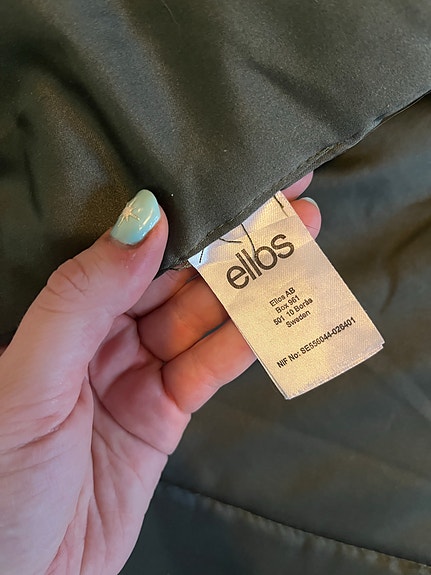 ellos
Ellos AB
Box 961
501 10 Borås
Sweden
NIF No: SE556044-026401